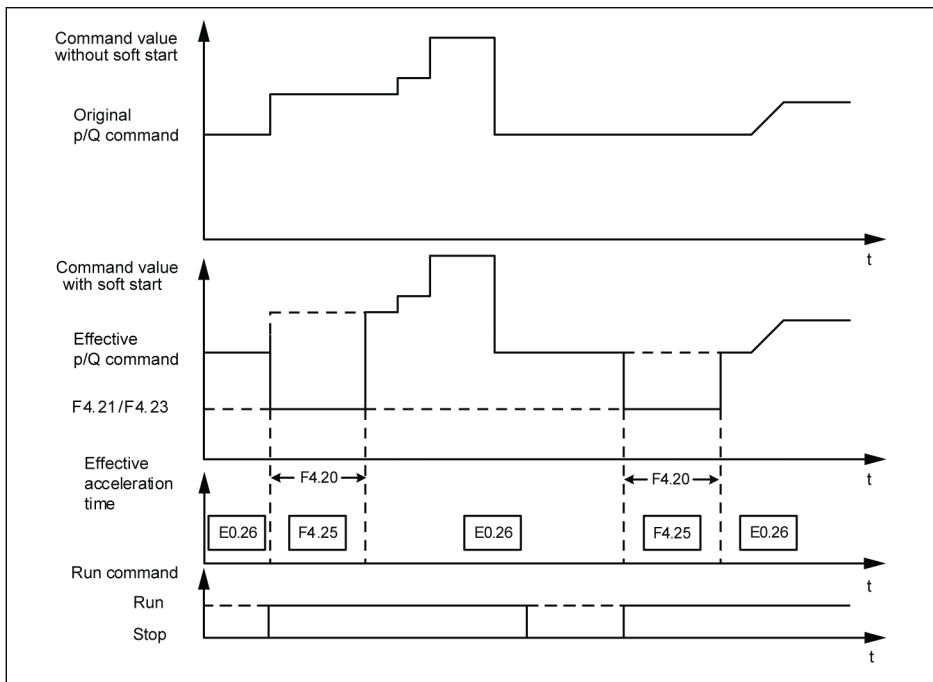 Command value
without soft start
Original
p/Q command
t
Command value
with soft start
Effective
p/Q command
F4.21/F4.23
t
Effective
acceleration
time
F4.20
F4.20
E0.26
F4.25
E0.26
F4.25
E0.26
t
Run command
Run
Stop
t